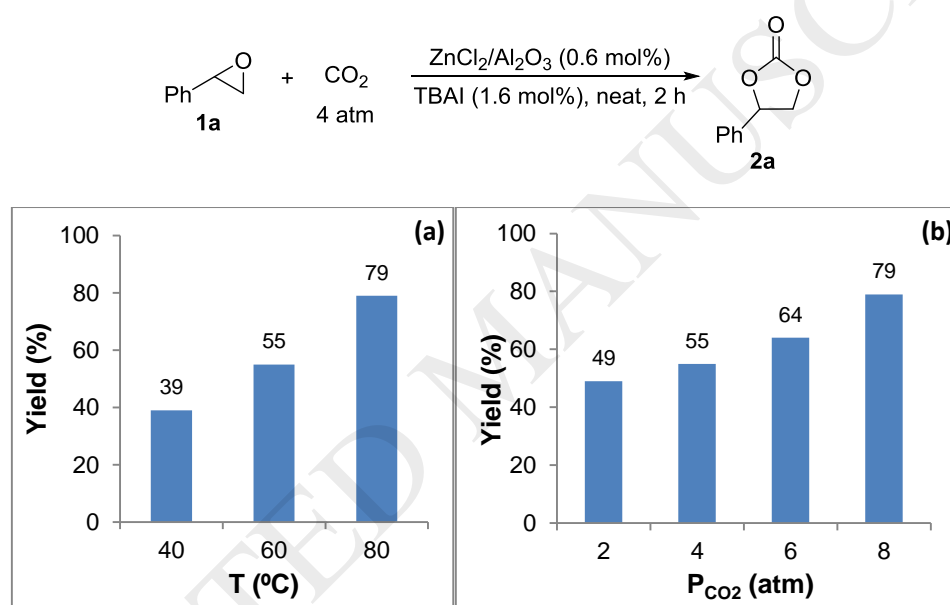 O
O ZnCl2/Al2O3 (0.6 mol%) O O
+ CO2
Ph TBAI (1.6 mol%), neat, 2 h
4 atm Ph
1a 2a
(a)
100
80
60
40
20
0
Yield (%)
39
55
79
40 60 80
T (ºC)
(b)
100
80
60
40
20
0
Yield (%)
49
55
64
79
2 4 6 8
PCO2 (atm)
TED MANUSC